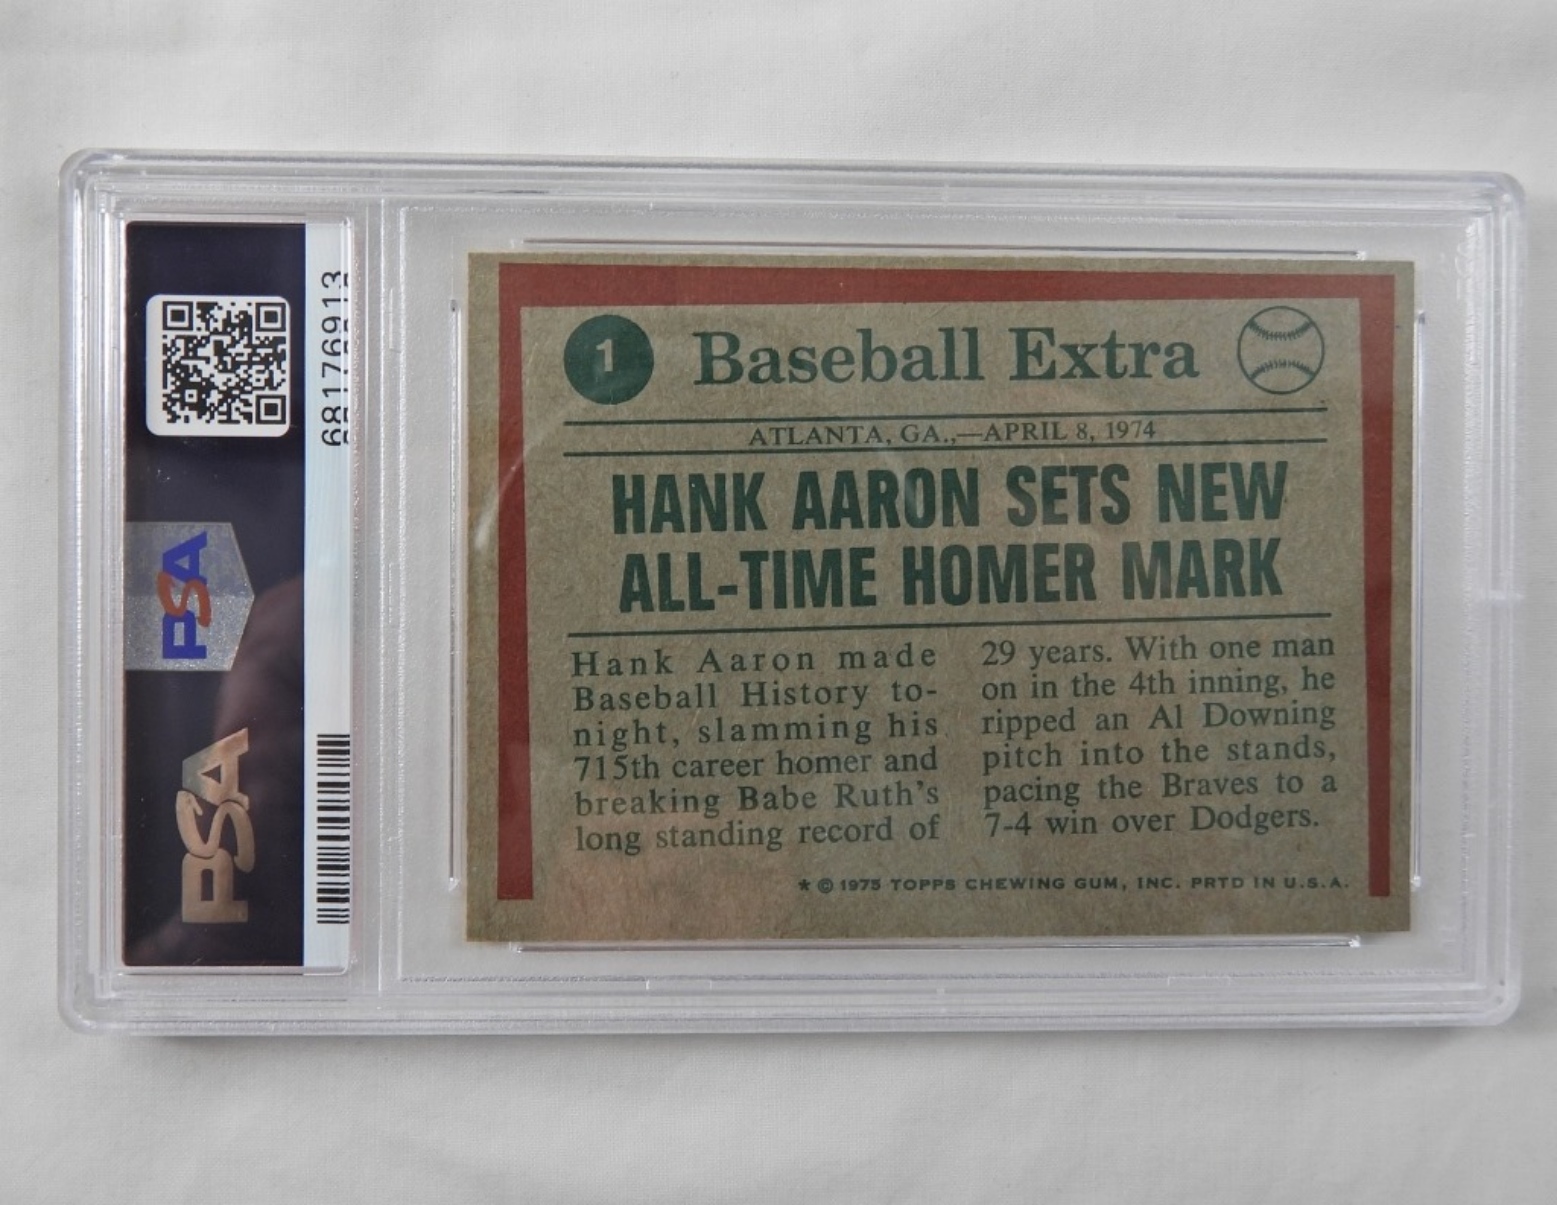 68176913
PSA
PSA
1 Baseball Extra
ATLANTA, GA.,—APRIL 8, 1974
HANK AARON SETS NEW
ALL-TIME HOMER MARK
Hank Aaron made
Baseball History to-
night, slamming his
715th career homer and
breaking Babe Ruth's
long standing record of
29 years. With one man
on in the 4th inning, he
ripped an Al Downing
pitch into the stands,
pacing the Braves to a
7-4 win over Dodgers.
* © 1975 TOPPS CHEWING GUM, INC. PRTD IN U.S.A.